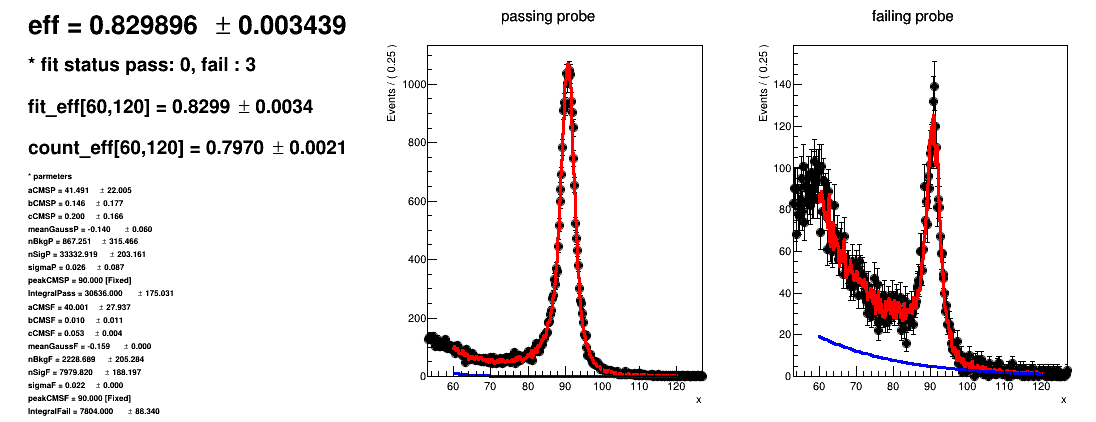 eff = 0.829896 ± 0.003439
* fit status pass: 0, fail : 3
fit_eff[60,120] = 0.8299 ± 0.0034
count_eff[60,120] = 0.7970 ± 0.0021
* parmeters
aCMSP = 41.491 ± 22.005
bCMSP = 0.146 ± 0.177
cCMSP = 0.200 ± 0.166
meanGaussP = -0.140 ± 0.060
nBkgP = 867.251 ± 315.466
nSigP = 33332.919 ± 203.161
sigmaP = 0.026 ± 0.087
peakCMSP = 90.000 [Fixed]
IntegralPass = 30636.000 ± 175.031
aCMSF = 40.001 ± 27.937
bCMSF = 0.010 ± 0.011
cCMSF = 0.053 ± 0.004
meanGaussF = -0.159 ± 0.000
nBkgF = 2228.689 ± 205.284
nSigF = 7979.820 ± 188.197
sigmaF = 0.022 ± 0.000
peakCMSF = 90.000 [Fixed]
IntegralFail = 7804.000 ± 88.340
passing probe
Events / ( 0.25 )
1000
800
600
400
200
0
60 70 80 90 100 110 120
x
failing probe
Events / ( 0.25 )
140
120
100
80
60
40
20
0
60 70 80 90 100 110 120
x